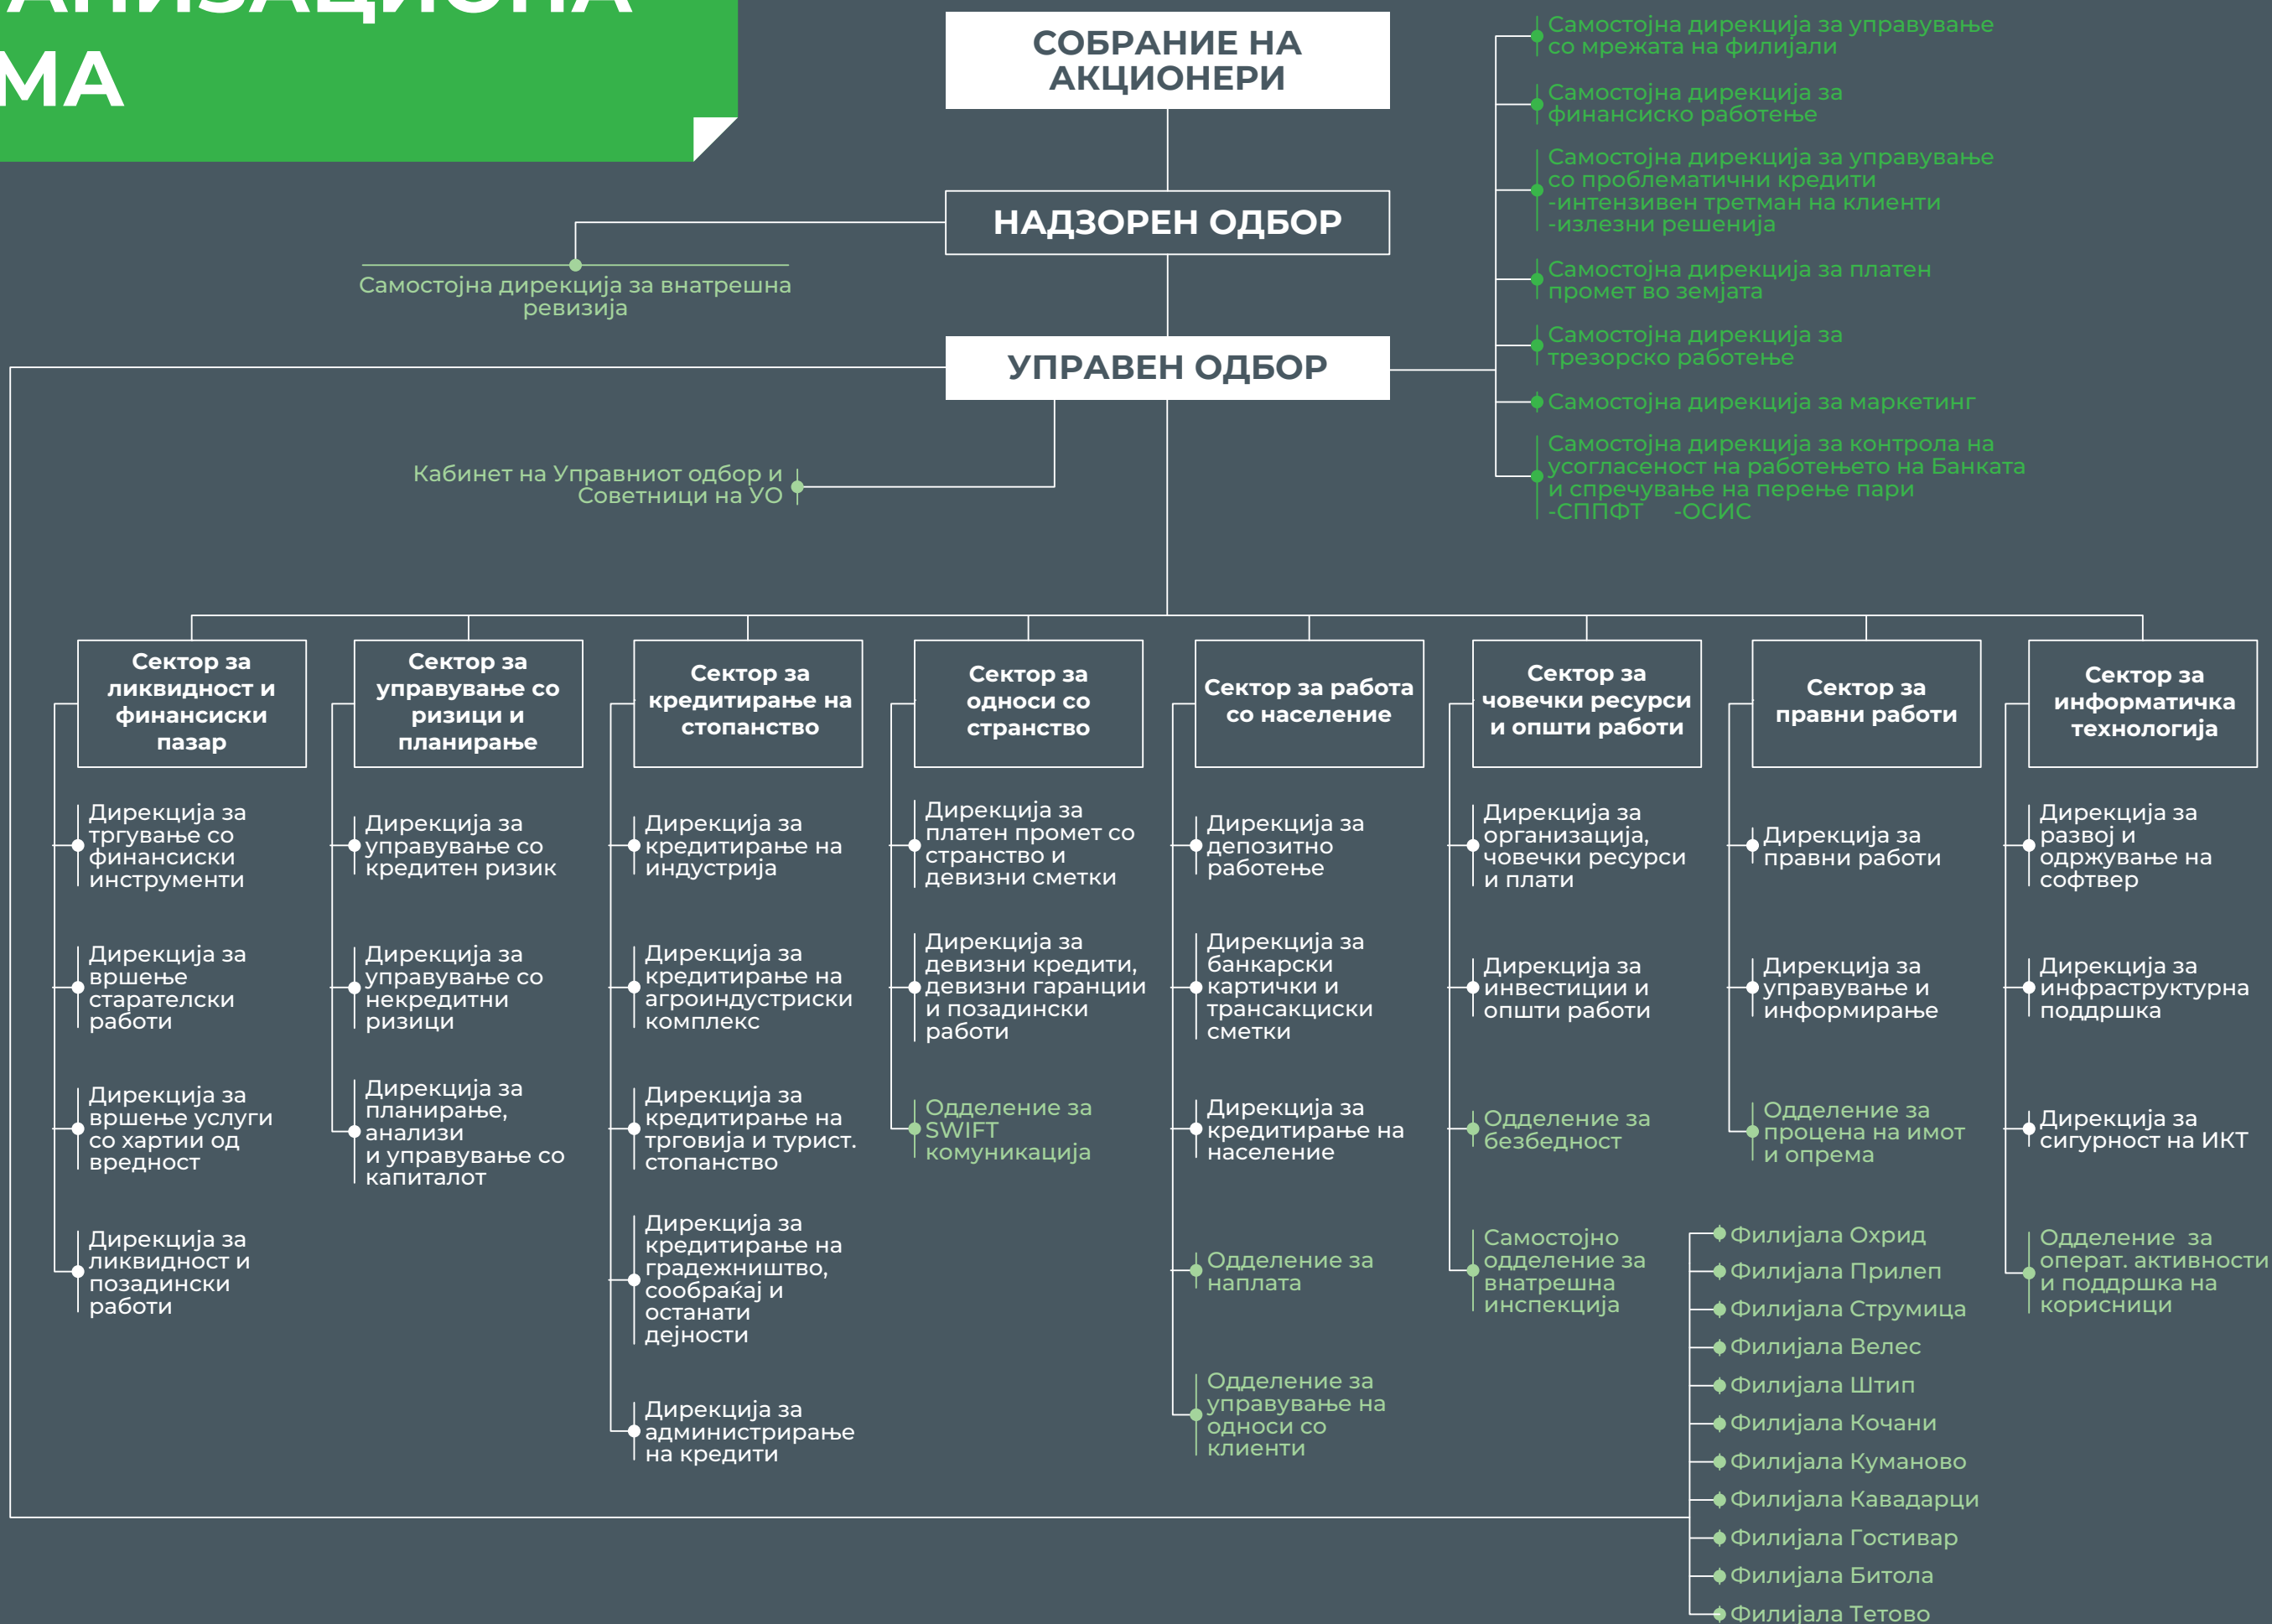 АНИЗАЦИОНА
МА
СОБРАНИЕ НА
АКЦИОНЕРИ
НАДЗОРЕН ОДБОР
Самостојна дирекција за внатрешна
ревизија
УПРАВЕН ОДБОР
Кабинет на Управниот одбор и
Советници на УО
Самостојна дирекција за управување
со мрежата на филијали
Самостојна дирекција за
финансиско работење
Самостојна дирекција за управување
со проблематични кредити
-интензивен третман на клиенти
-излезни решенија
Самостојна дирекција за платен
промет во земјата
Самостојна дирекција за
трезорско работење
Самостојна дирекција за маркетинг
Самостојна дирекција за контрола на
усогласеност на работењето на Банката
и спречување на перење пари
-СППФТ -ОСИС
Сектор за
ликвидност и
финансиски
пазар
Дирекција за
тргување со
финансиски
инструменти
Дирекција за
вршење
старателски
работи
Дирекција за
вршење услуги
со хартии од
вредност
Дирекција за
ликвидност и
позадински
работи
Сектор за
управување со
ризици и
планирање
Дирекција за
управување со
кредитен ризик
Дирекција за
управување со
некредитни
ризици
Дирекција за
планирање,
анализи
и управување со
капиталот
Сектор за
кредитирање на
стопанство
Дирекција за
кредитирање на
индустрија
Дирекција за
кредитирање на
агроиндустриски
комплекс
Дирекција за
кредитирање на
трговија и турист.
стопанство
Дирекција за
кредитирање на
градежништво,
сообраќај и
останати
дејности
Дирекција за
администрирање
на кредити
Сектор за
односи со
странство
Дирекција за
платен промет со
странство и
девизни сметки
Дирекција за
девизни кредити,
девизни гаранции
и позадински
работи
Одделение за
SWIFT
комуникација
Сектор за работа
со население
Дирекција за
депозитно
работење
Дирекција за
банкарски
картички и
трансакциски
сметки
Дирекција за
кредитирање на
население
Одделение за
наплата
Одделение за
управување на
односи со
клиенти
Сектор за
човечки ресурси
и општи работи
Дирекција за
организација,
човечки ресурси
и плати
Дирекција за
инвестиции и
општи работи
Одделение за
безбедност
Самостојно
одделение за
внатрешна
инспекција
Сектор за
правни работи
Дирекција за
правни работи
Дирекција за
управување и
информирање
Одделение за
процена на имот
и опрема
Сектор за
информатичка
технологија
Дирекција за
развој и
одржување на
софтвер
Дирекција за
инфраструктурна
поддршка
Дирекција за
сигурност на ИКТ
Одделение за
операт. активности
и поддршка на
корисници
Филијала Охрид
Филијала Прилеп
Филијала Струмица
Филијала Велес
Филијала Штип
Филијала Кочани
Филијала Куманово
Филијала Кавадарци
Филијала Гостивар
Филијала Битола
Филијала Тетово